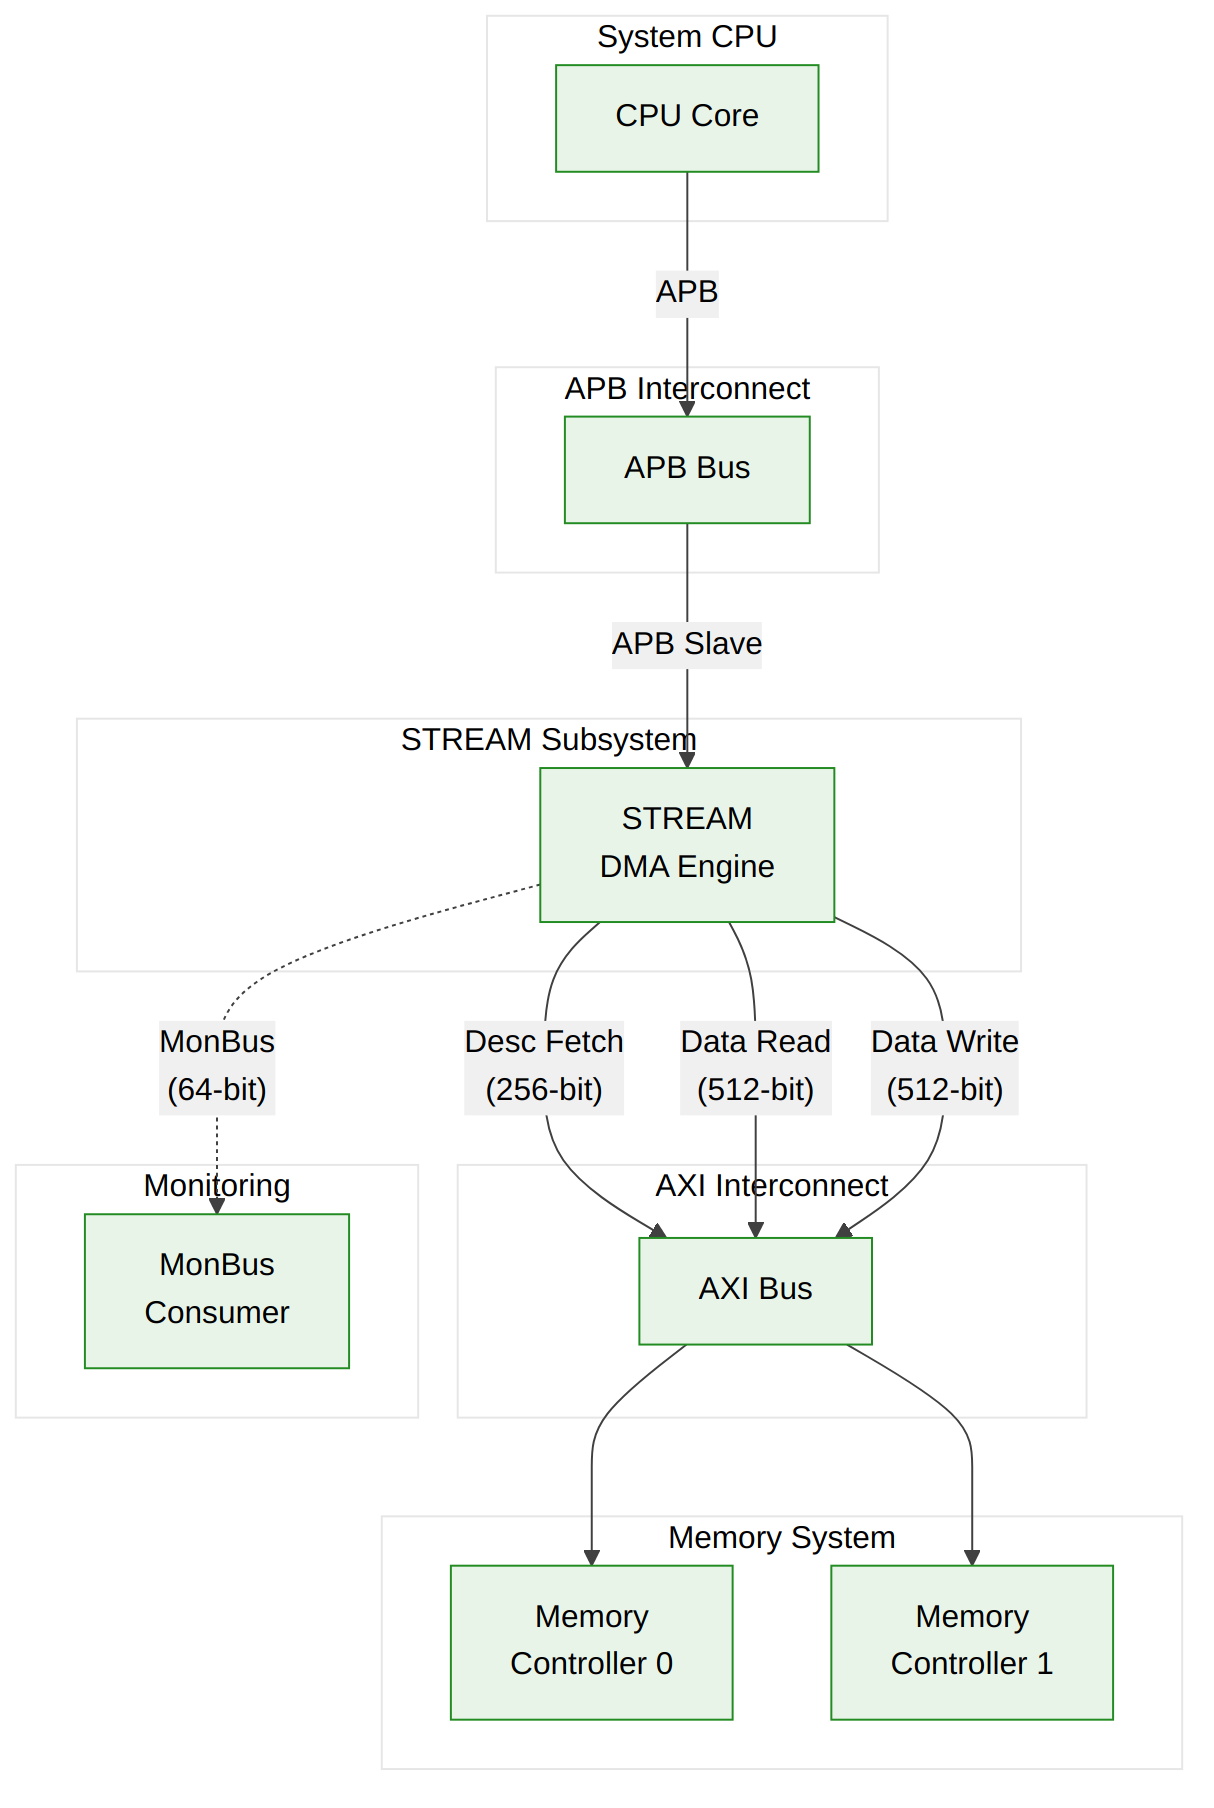 System CPU
CPU Core
APB
APB Interconnect
APB Bus
APB Slave
STREAM Subsystem
STREAM
DMA Engine
MonBus
(64-bit)
Desc Fetch
(256-bit)
Data Read
(512-bit)
Data Write
(512-bit)
Monitoring
MonBus
Consumer
AXI Interconnect
AXI Bus
Memory System
Memory
Controller 0
Memory
Controller 1